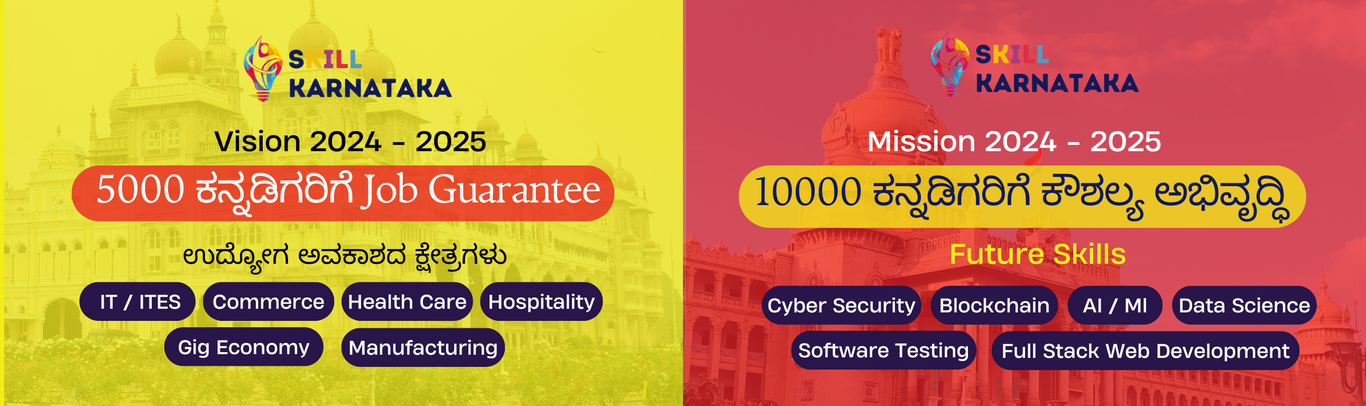 SKILL
KARNATAKA
Vision 2024 - 2025
5000 ಕನ್ನಡಿಗರಿಗೆ Job Guarantee
ಉದ್ಯೋಗ ಅವಕಾಶದ ಕ್ಷೇತ್ರಗಳು
IT / ITES Commerce Health Care Hospitality
Gig Economy Manufacturing
SKILL
KARNATAKA
Mission 2024 - 2025
10000 ಕನ್ನಡಿಗರಿಗೆ ಕೌಶಲ್ಯ ಅಭಿವೃದ್ಧಿ
Future Skills
Cyber Security Blockchain AI / Ml Data Science
Software Testing Full Stack Web Development